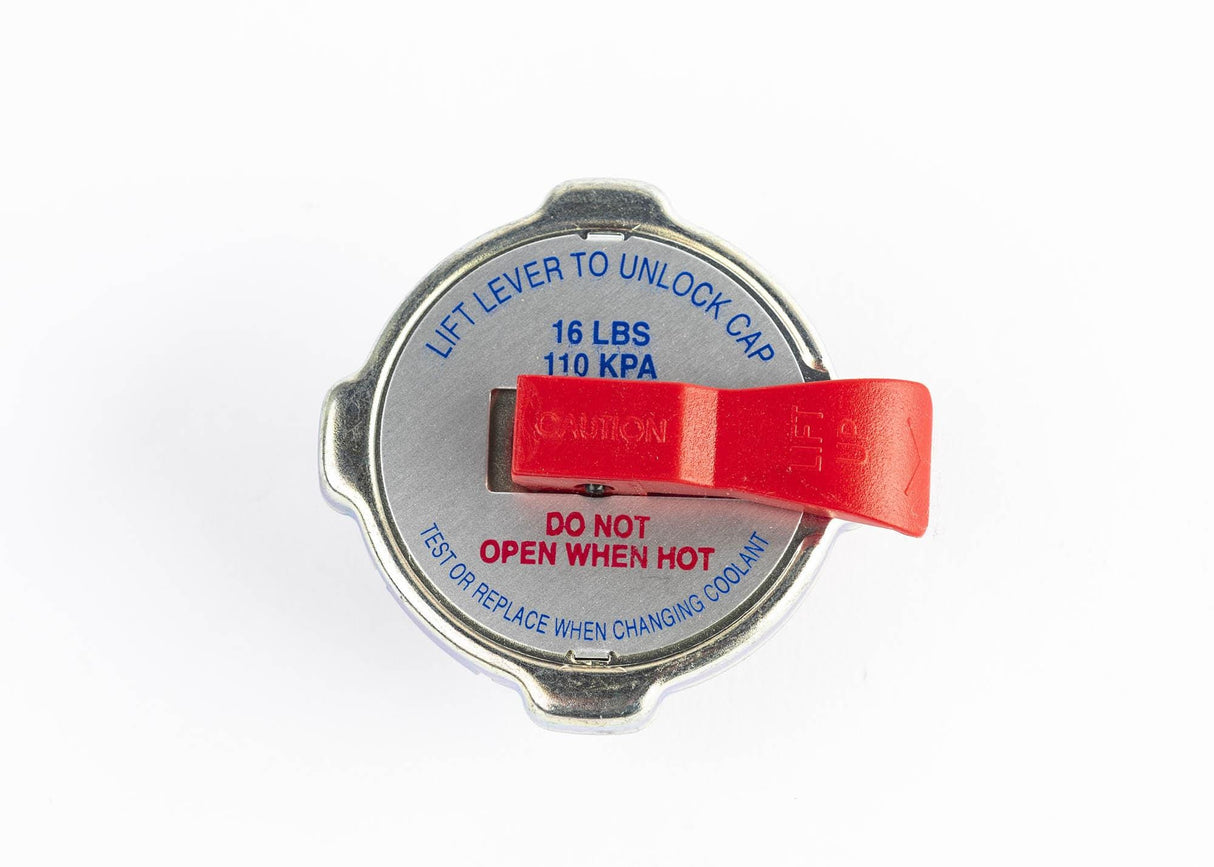 LIFT LEVER TO UNLOCK CAP
16 LBS
110 KPA
CAUTION
LIFT
UP
DO NOT
OPEN WHEN HOT
TEST OR REPLACE WHEN CHANGING COOLANT